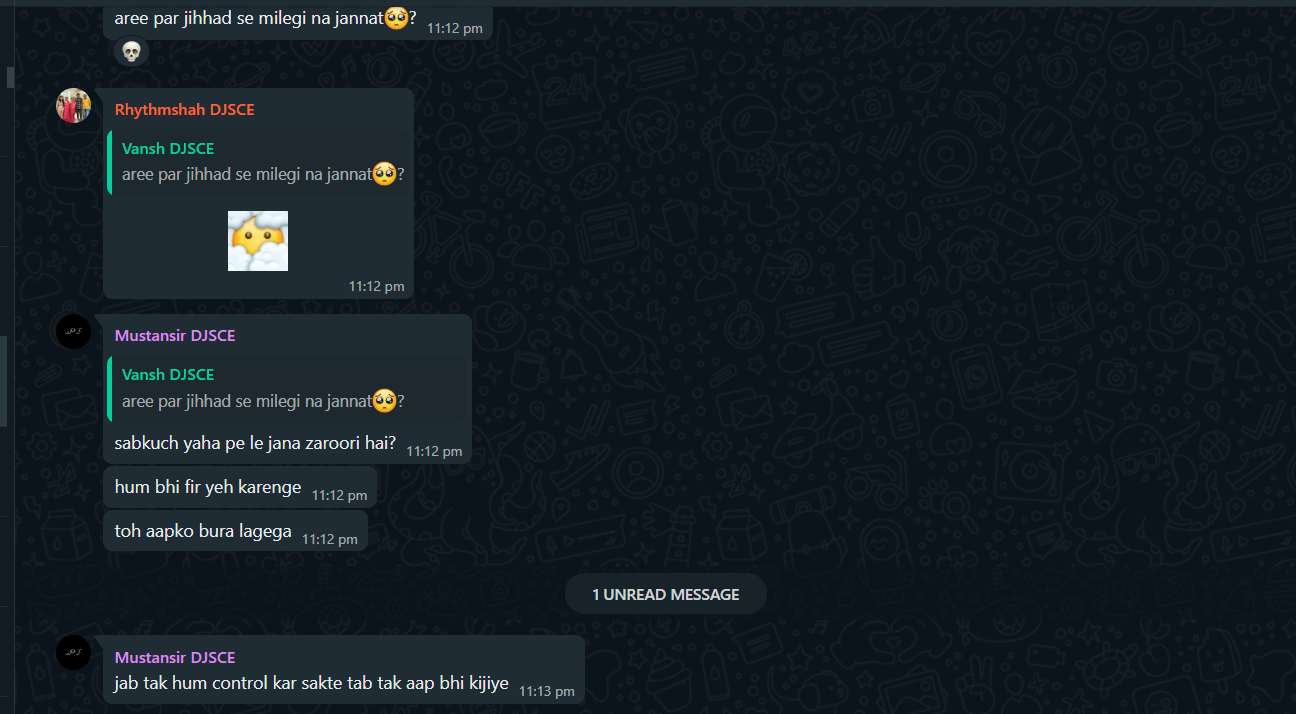 aree par jihhad se milegi na jannat🥺? 11:12 pm
Rhythmshah DJSCE
Vansh DJSCE
aree par jihhad se milegi na jannat🥺?
11:12 pm
Mustansir DJSCE
Vansh DJSCE
aree par jihhad se milegi na jannat🥺?
sabkuch yaha pe le jana zaroori hai? 11:12 pm
hum bhi fir yeh karenge 11:12 pm
toh aapko bura lagega 11:12 pm
1 UNREAD MESSAGE
Mustansir DJSCE
jab tak hum control kar sakte tab tak aap bhi kijiye 11:13 pm